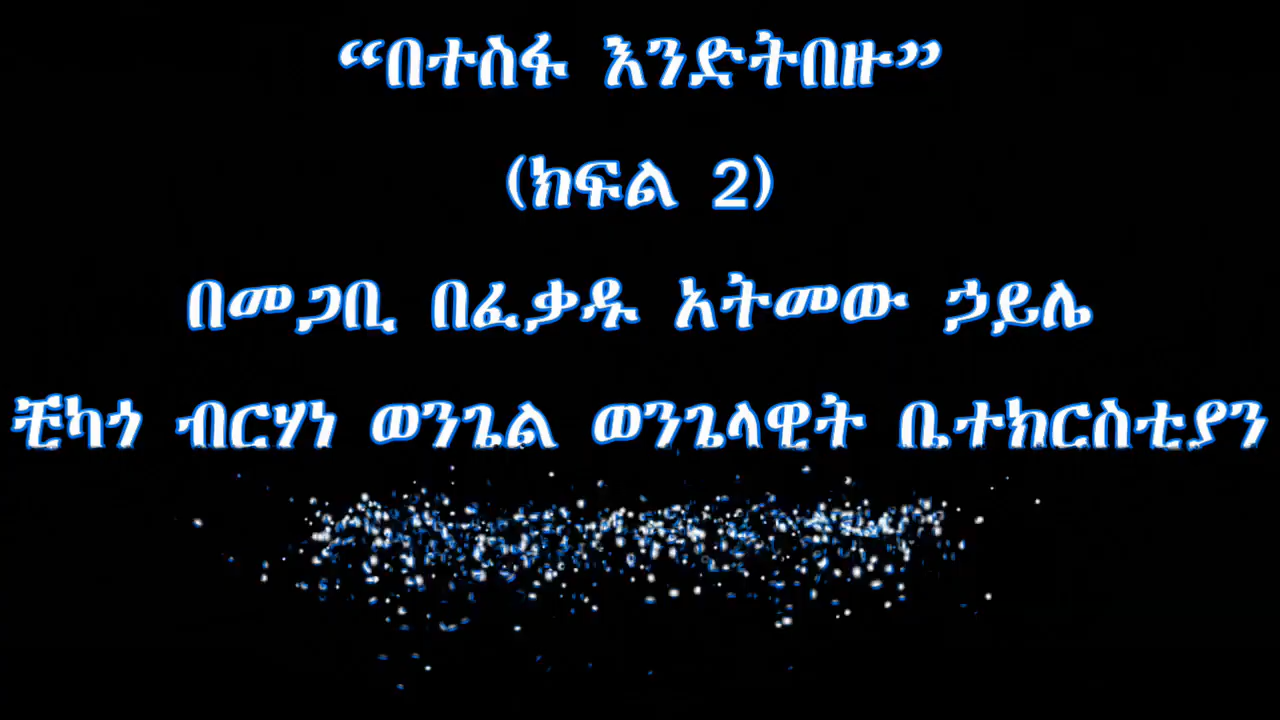 “በተስፋ እንድትበዙ”
(ክፍል 2)
በመጋቢ በፈቃዱ አትመው ኃይሌ
ቺካጎ ብርሃነ ወንጌል ወንጌላዊት ቤተክርስቲያን